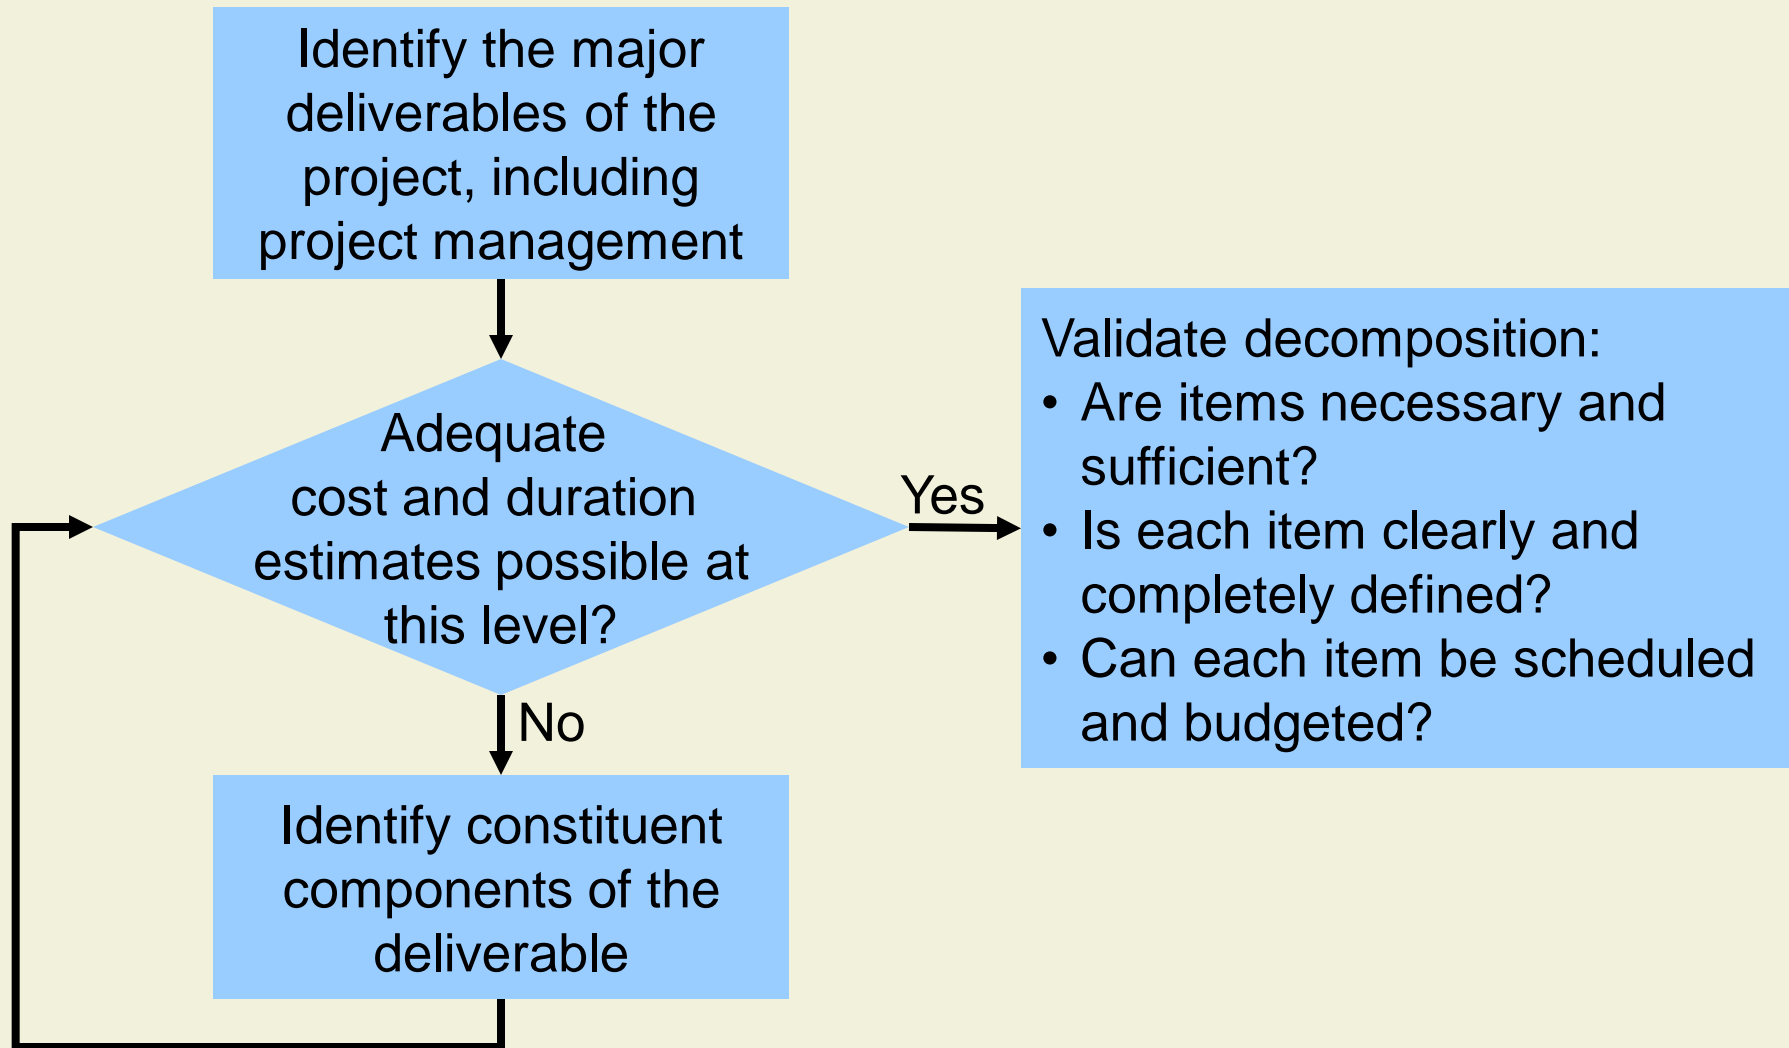 Identify the major
deliverables of the
project, including
project management
Adequate
cost and duration
estimates possible at
this level?
Yes
No
Identify constituent
components of the
deliverable
Validate decomposition:
• Are items necessary and
sufficient?
• Is each item clearly and
completely defined?
• Can each item be scheduled
and budgeted?